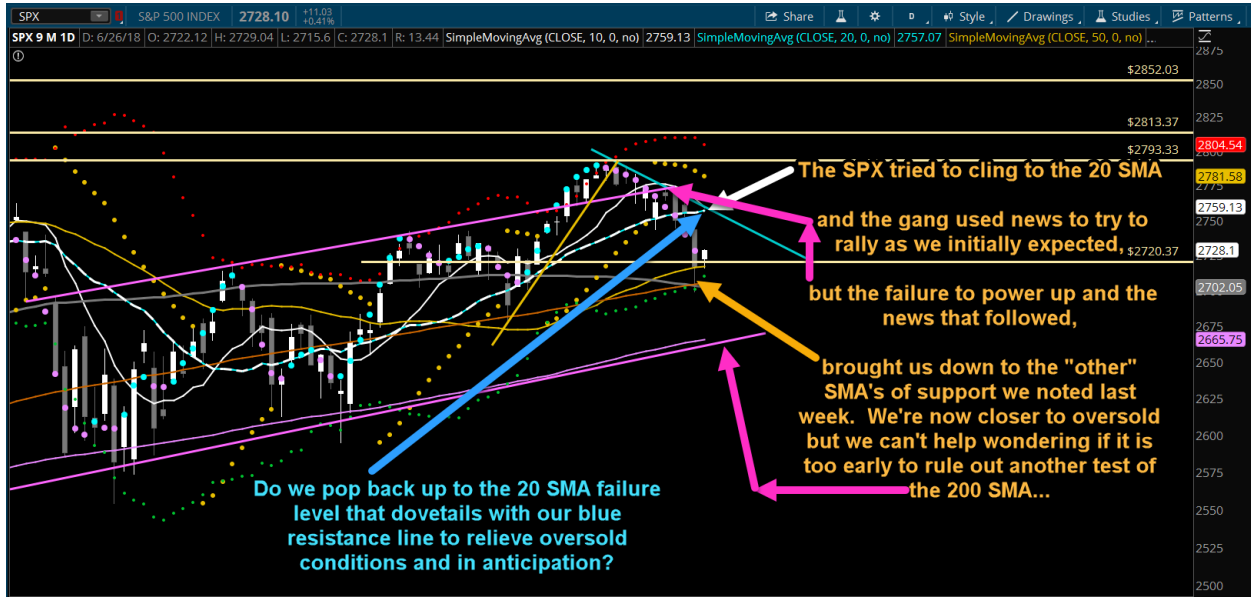 SPX
S&P 500 INDEX
2728.10
+11.03
+0.41%
Share
D
Style
Drawings
Studies
Patterns
SPX 9 M 1D D: 6/26/18 O: 2722.12 H: 2729.04 L: 2715.6 C: 2728.1 R: 13.44 SimpleMovingAvg (CLOSE, 10, 0, no) 2759.13 SimpleMovingAvg (CLOSE, 20, 0, no) 2757.07 SimpleMovingAvg (CLOSE, 50, 0, no) ...
2875
$2852.03
2850
2825
$2813.37
2804.54
$2793.33
The SPX tried to cling to the 20 SMA
2781.58
2775
2759.13
and the gang used news to try to
rally as we initially expected,
2750
$2720.37
2728.1
but the failure to power up and the
news that followed,
2702.05
2675
2665.75
brought us down to the "other"
SMA's of support we noted last
week. We're now closer to oversold
but we can't help wondering if it is
too early to rule out another test of
the 200 SMA...
2650
2625
2600
2575
2550
2525
2500
Do we pop back up to the 20 SMA failure
level that dovetails with our blue
resistance line to relieve oversold
conditions and in anticipation?